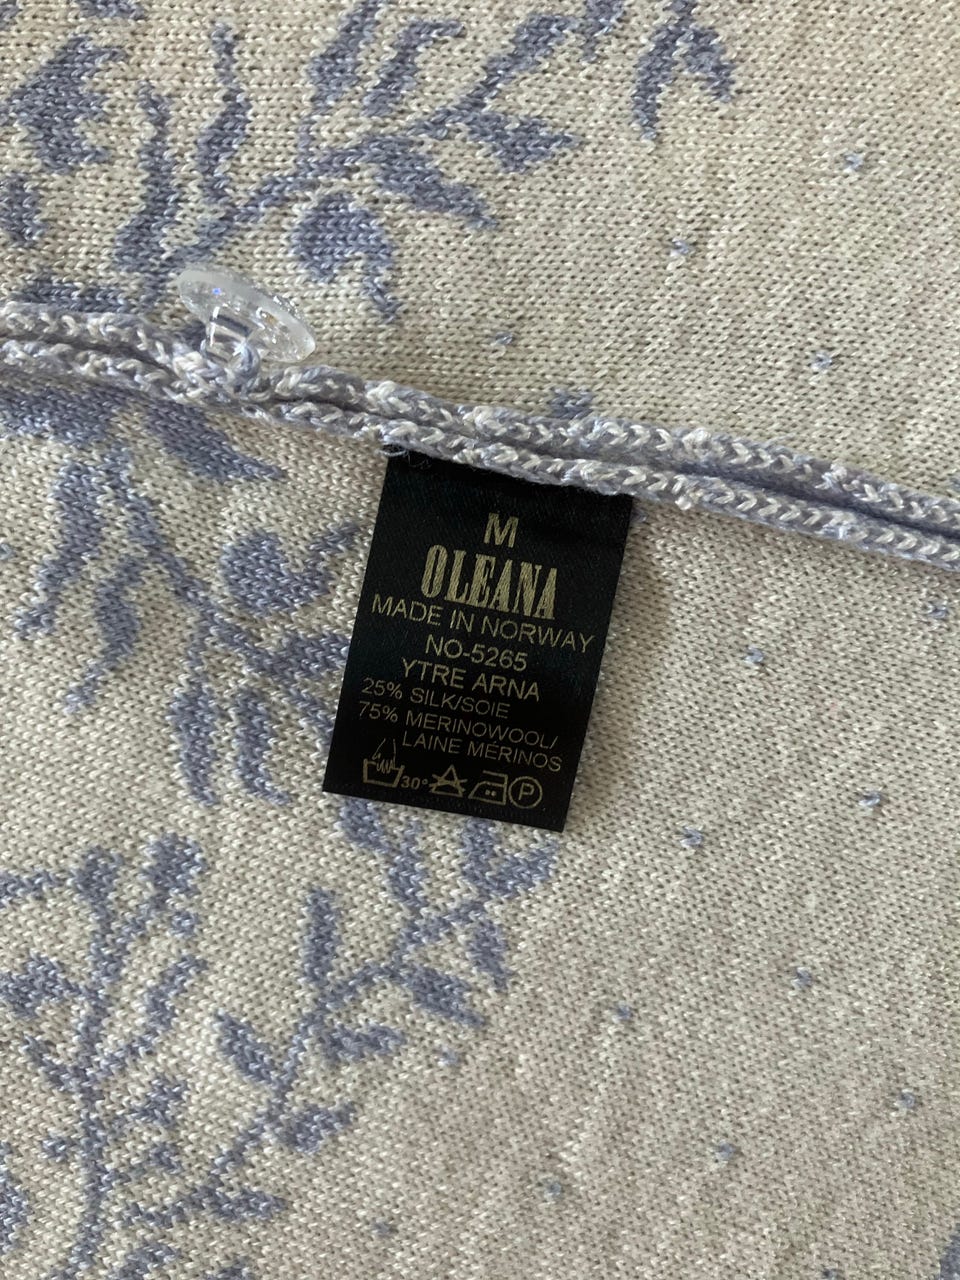 M
OLEANA
MADE IN NORWAY
NO-5265
YTRE ARNA
25% SILK/SOIE
75% MERINOWOOL/
LAINE MÉRINOS
30° P